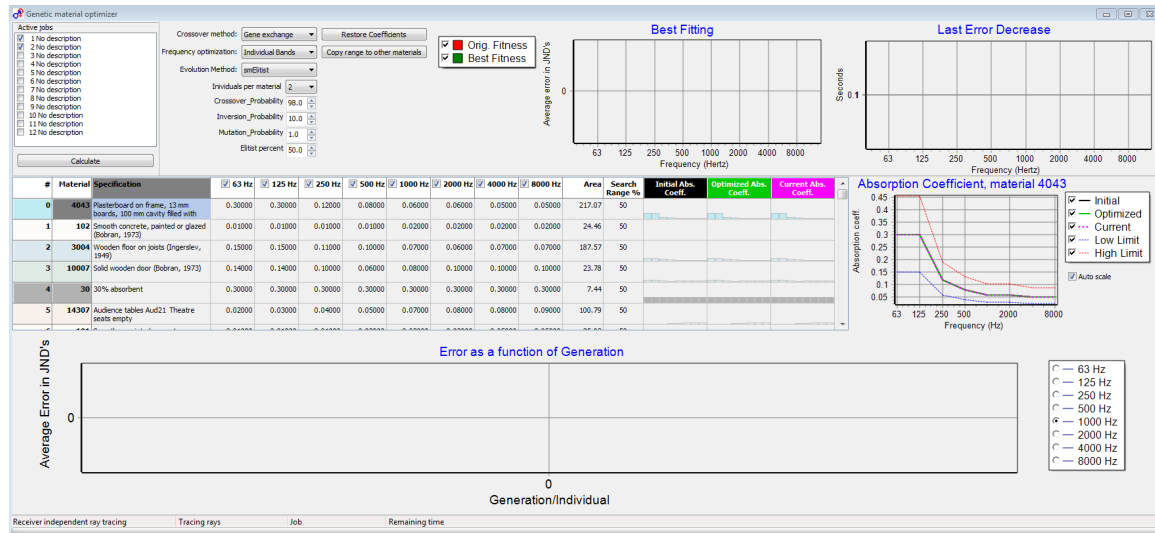 Genetic material optimizer
Active jobs
1 No description
2 No description
3 No description
4 No description
5 No description
6 No description
7 No description
8 No description
9 No description
10 No description
11 No description
12 No description
Calculate
Crossover method: Gene exchange Restore Coefficients
Frequency optimization: Individual Bands Copy range to other materials
Evolution Method: smElitist
Inividuals per material 2
Crossover_Probability 98.0
Inversion_Probability 10.0
Mutation_Probability 1.0
Elitist percent 50.0
Orig. Fitness
Best Fitness
Best Fitting
Average error in JND's
0
63 125 250 500 1000 2000 4000 8000
Frequency (Hertz)
Last Error Decrease
Seconds
0.1
63 125 250 500 1000 2000 4000 8000
Frequency (Hertz)
# Material Specification 63 Hz 125 Hz 250 Hz 500 Hz 1000 Hz 2000 Hz 4000 Hz 8000 Hz Area Search Range % Initial Abs. Coeff. Optimized Abs. Coeff. Current Abs. Coeff.
0 4043 Plasterboard on frame, 13 mm boards, 100 mm cavity filled with 0.30000 0.30000 0.12000 0.08000 0.06000 0.06000 0.05000 0.05000 217.07 50
1 102 Smooth concrete, painted or glazed (Bobran, 1973) 0.01000 0.01000 0.01000 0.01000 0.02000 0.02000 0.02000 0.02000 24.46 50
2 3004 Wooden floor on joists (Ingerslev, 1949) 0.15000 0.15000 0.11000 0.10000 0.07000 0.06000 0.07000 0.07000 187.57 50
3 10007 Solid wooden door (Bobran, 1973) 0.14000 0.14000 0.10000 0.06000 0.08000 0.10000 0.10000 0.10000 23.78 50
4 30 30% absorbent 0.30000 0.30000 0.30000 0.30000 0.30000 0.30000 0.30000 0.30000 7.44 50
5 14307 Audience tables Aud21 Theatre seats empty 0.02000 0.03000 0.04000 0.05000 0.07000 0.08000 0.08000 0.09000 100.79 50
Absorption Coefficient, material 4043
Absorption coeff.
0.45
0.4
0.35
0.3
0.25
0.2
0.15
0.1
0.05
63 125 250 500 2000 8000
Frequency (Hz)
Initial
Optimized
Current
Low Limit
High Limit
Auto scale
Error as a function of Generation
Average Error in JND's
0
0
Generation/Individual
63 Hz
125 Hz
250 Hz
500 Hz
1000 Hz
2000 Hz
4000 Hz
8000 Hz
Receiver independent ray tracing Tracing rays Job Remaining time